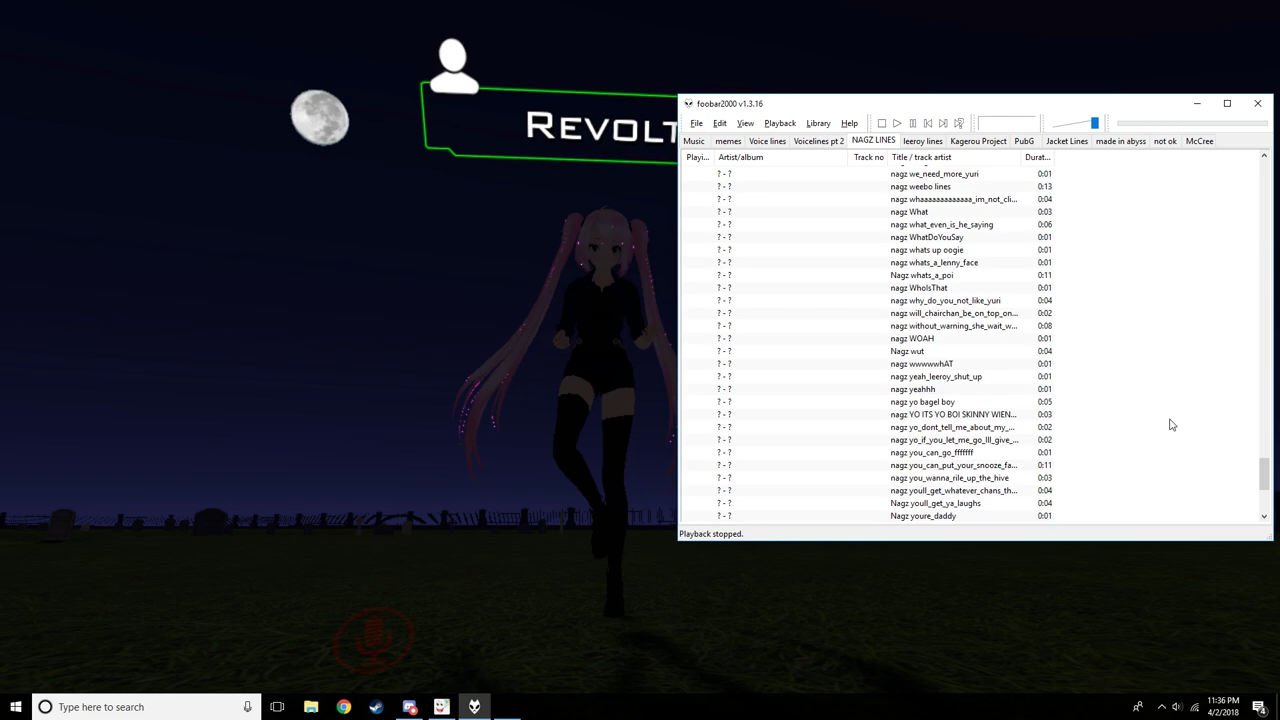 REVOLT
foobar2000 v1.3.16
File Edit View Playback Library Help
Music memes Voice lines Voicelines pt 2 NAGZ LINES leeroy lines Kagerou Project PubG Jacket Lines made in abyss not ok McCree
Playi... Artist/album Track no Title / track artist Durat...
? - ? nagz we_need_more_yuri 0:01
? - ? nagz weebo lines 0:13
? - ? nagz whaaaaaaaaaaaaa_im_not_cli... 0:04
? - ? nagz What 0:03
? - ? nagz what_even_is_he_saying 0:06
? - ? nagz WhatDoYouSay 0:01
? - ? nagz whats up oogie 0:01
? - ? nagz whats_a_lenny_face 0:01
? - ? Nagz whats_a_poi 0:11
? - ? nagz WhoIsThat 0:01
? - ? nagz why_do_you_not_like_yuri 0:04
? - ? nagz will_chairchan_be_on_top_on... 0:02
? - ? nagz without_warning_she_wait_w... 0:08
? - ? nagz WOAH 0:01
? - ? Nagz wut 0:04
? - ? nagz wwwwwhAT 0:01
? - ? nagz yeah_leeroy_shut_up 0:01
? - ? nagz yeahhh 0:01
? - ? nagz yo bagel boy 0:05
? - ? nagz YO ITS YO BOI SKINNY WIEN... 0:03
? - ? nagz yo_dont_tell_me_about_my_... 0:02
? - ? nagz yo_if_you_let_me_go_Ill_give_... 0:02
? - ? nagz you_can_go_fffffff 0:01
? - ? nagz you_can_put_your_snooze_fa... 0:11
? - ? nagz you_wanna_rile_up_the_hive 0:03
? - ? nagz youll_get_whatever_chans_th... 0:04
? - ? Nagz youll_get_ya_laughs 0:04
? - ? Nagz youre_daddy 0:01
Playback stopped.
Type here to search
11:36 PM
4/2/2018
4